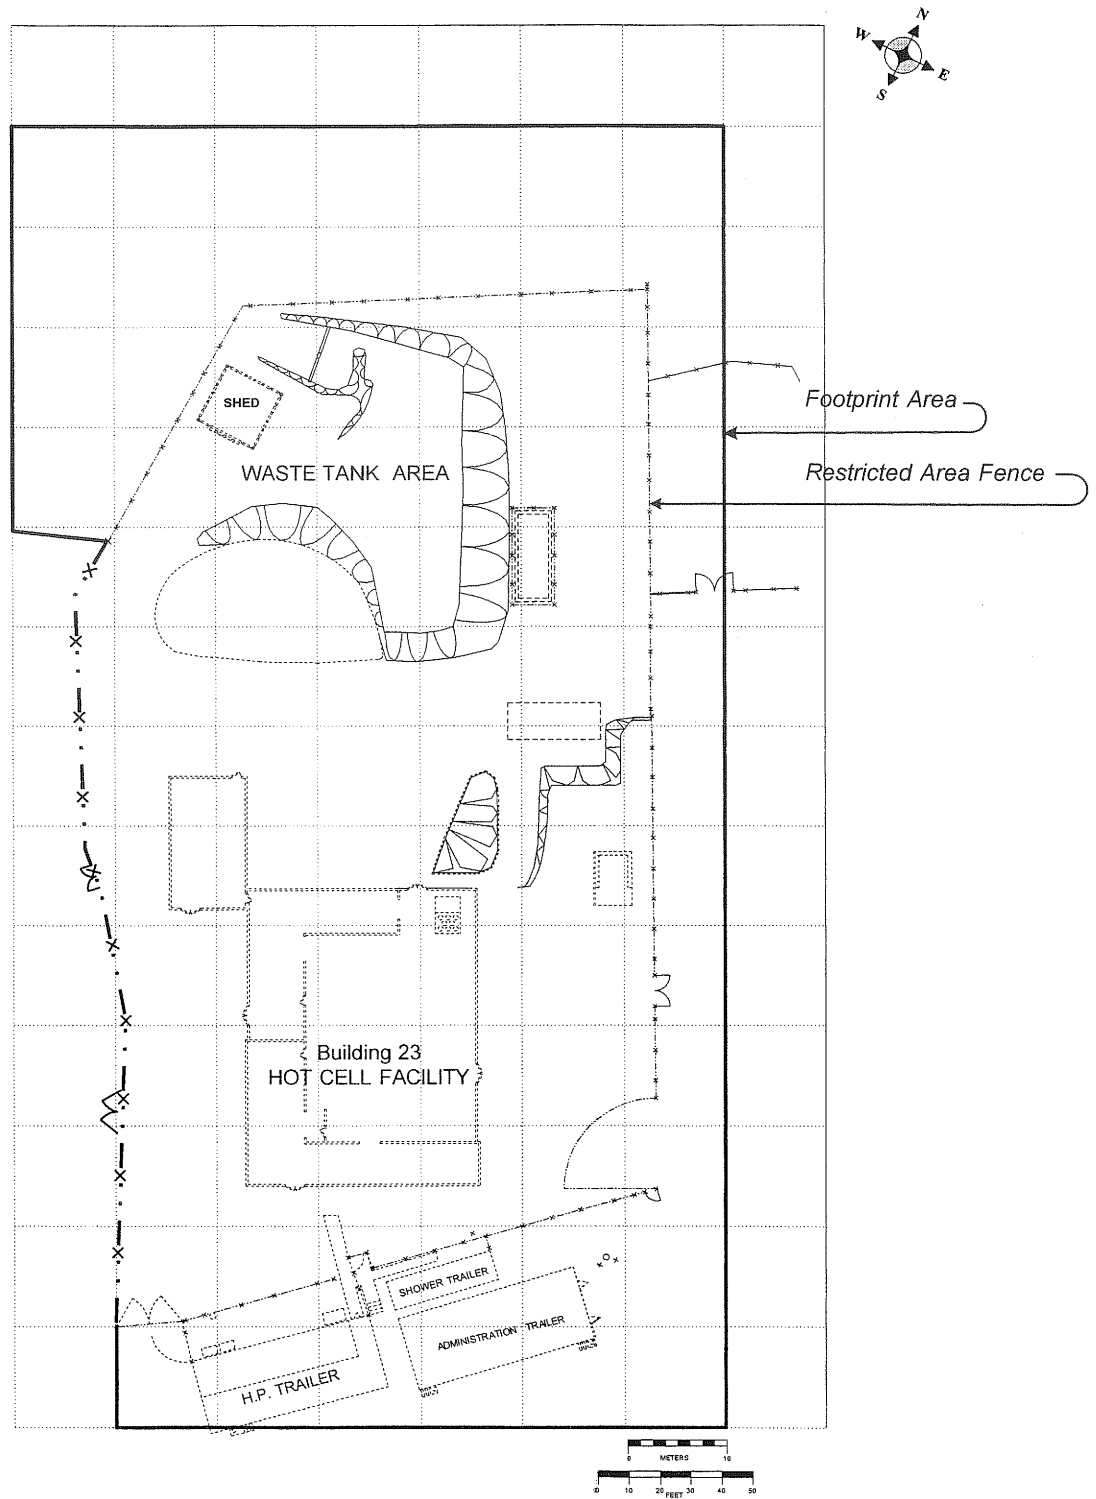 N
W
E
S
Footprint Area
SHED
WASTE TANK AREA
Restricted Area Fence
Building 23
HOT CELL FACILITY
SHOWER TRAILER
ADMINISTRATION TRAILER
H.P. TRAILER
0 METERS 10
0 10 20 30 40 50
FEET